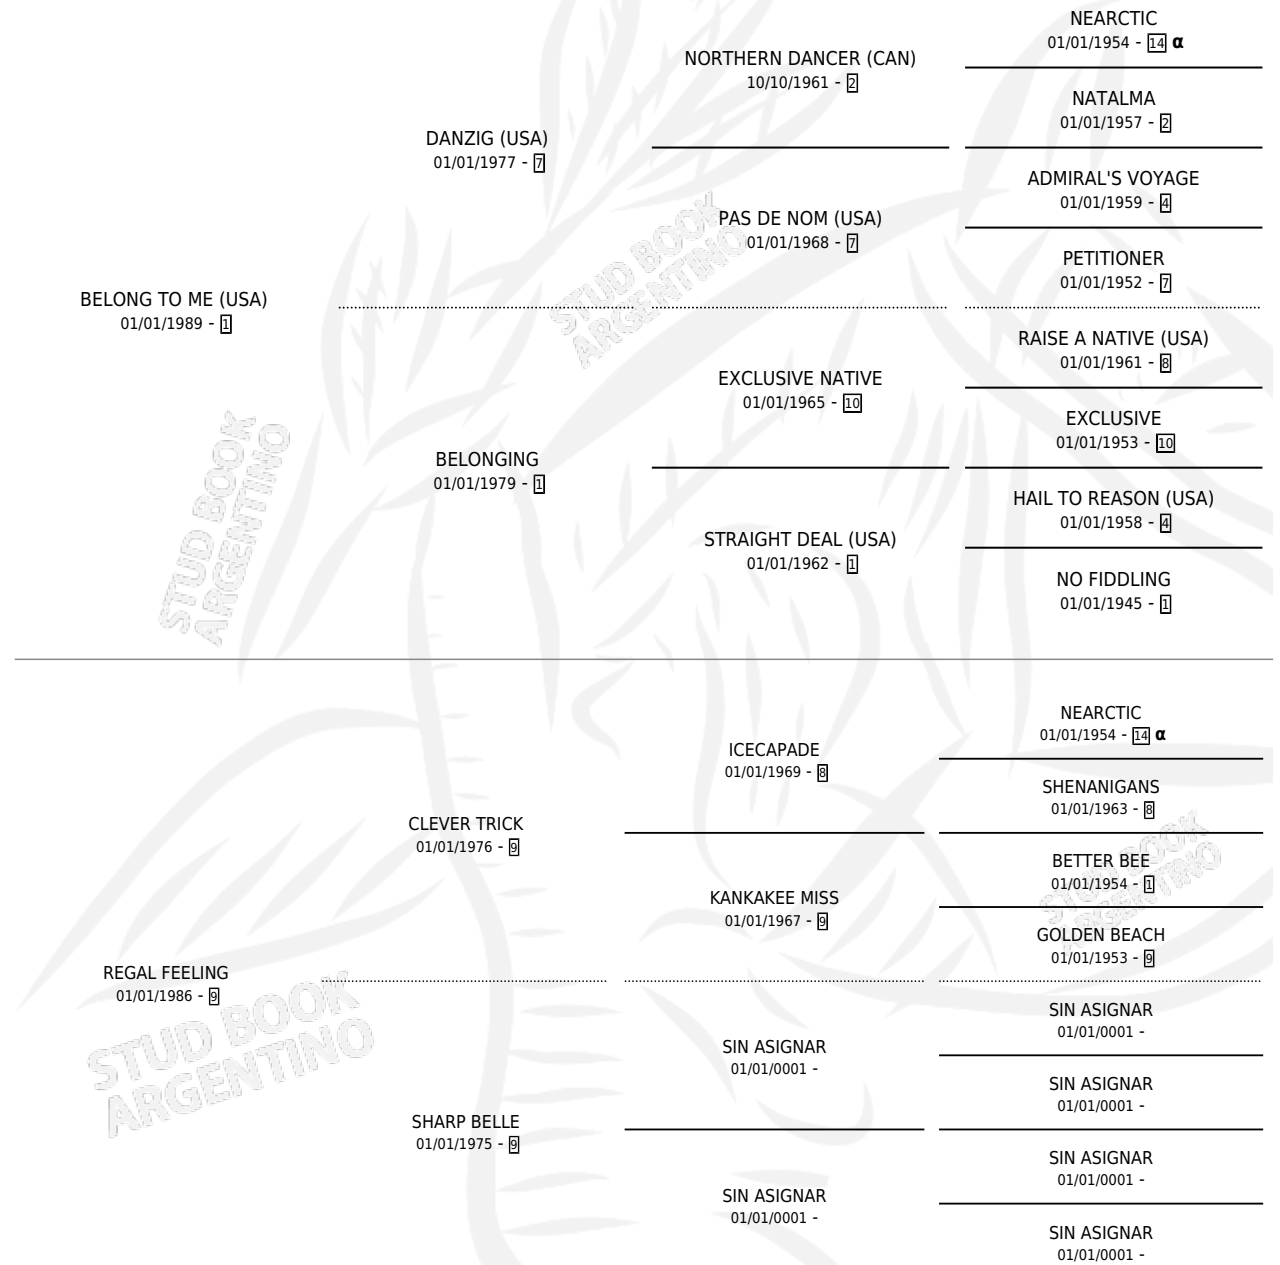 NEARCTIC
01/01/1954 - 14 α
NORTHERN DANCER (CAN)
10/10/1961 - 2
NATALMA
01/01/1957 - 2
DANZIG (USA)
01/01/1977 - 7
ADMIRAL'S VOYAGE
01/01/1959 - 4
PAS DE NOM (USA)
01/01/1968 - 7
PETITIONER
01/01/1952 - 7
STUD BOOK
ARGENTINO
BELONG TO ME (USA)
01/01/1989 - 1
RAISE A NATIVE (USA)
01/01/1961 - 8
EXCLUSIVE NATIVE
01/01/1965 - 10
EXCLUSIVE
01/01/1953 - 10
BELONGING
01/01/1979 - 1
HAIL TO REASON (USA)
01/01/1958 - 4
STRAIGHT DEAL (USA)
01/01/1962 - 1
NO FIDDLING
01/01/1945 - 1
STUD BOOK
ARGENTINO
NEARCTIC
01/01/1954 - 14 α
ICECAPADE
01/01/1969 - 8
SHENANIGANS
01/01/1963 - 8
CLEVER TRICK
01/01/1976 - 9
BETTER BEE
01/01/1954 - 1
KANKAKEE MISS
01/01/1967 - 9
GOLDEN BEACH
01/01/1953 - 9
STUD BOOK
ARGENTINO
REGAL FEELING
01/01/1986 - 9
SIN ASIGNAR
01/01/0001 -
SIN ASIGNAR
01/01/0001 -
SIN ASIGNAR
01/01/0001 -
SHARP BELLE
01/01/1975 - 9
SIN ASIGNAR
01/01/0001 -
SIN ASIGNAR
01/01/0001 -
SIN ASIGNAR
01/01/0001 -
STUD BOOK
ARGENTINO